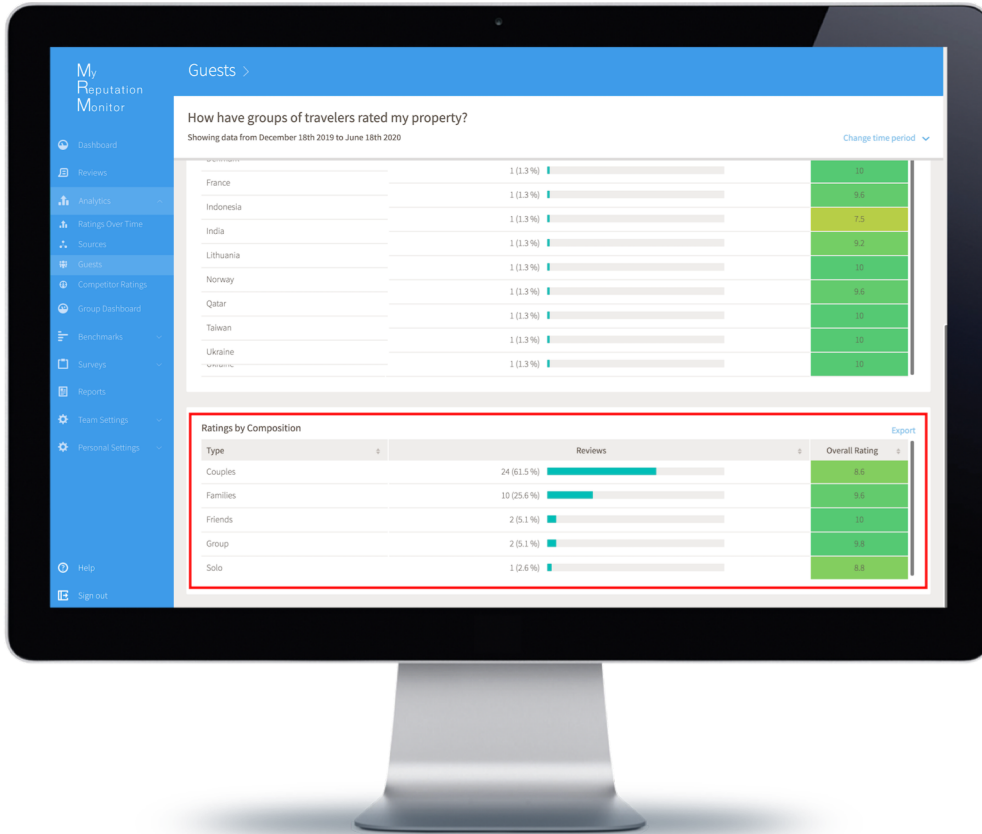 My
Reputation
Monitor
Dashboard
Reviews
Analytics
Ratings Over Time
Sources
Guests
Competitor Ratings
Group Dashboard
Benchmarks
Surveys
Reports
Team Settings
Personal Settings
Help
Sign out
Guests >
How have groups of travelers rated my property?
Showing data from December 18th 2019 to June 18th 2020
Change time period
1 (1.3 %) 10
France
1 (1.3 %) 9.6
Indonesia
1 (1.3 %) 7.5
India
1 (1.3 %) 9.2
Lithuania
1 (1.3 %) 10
Norway
1 (1.3 %) 9.6
Qatar
1 (1.3 %) 10
Taiwan
1 (1.3 %) 10
Ukraine
1 (1.3 %) 10
Ratings by Composition
Export
Type Reviews Overall Rating
Couples 24 (61.5 %) 8.6
Families 10 (25.6 %) 9.6
Friends 2 (5.1 %) 10
Group 2 (5.1 %) 9.8
Solo 1 (2.6 %) 8.8